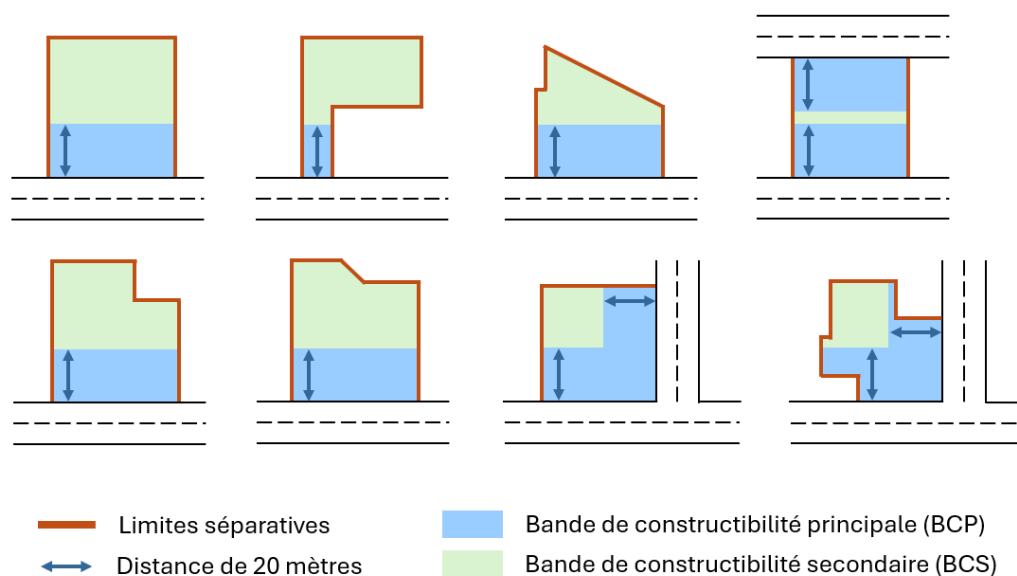 Limites séparatives
Bande de constructibilité principale (BCP)
Distance de 20 mètres
Bande de constructibilité secondaire (BCS)